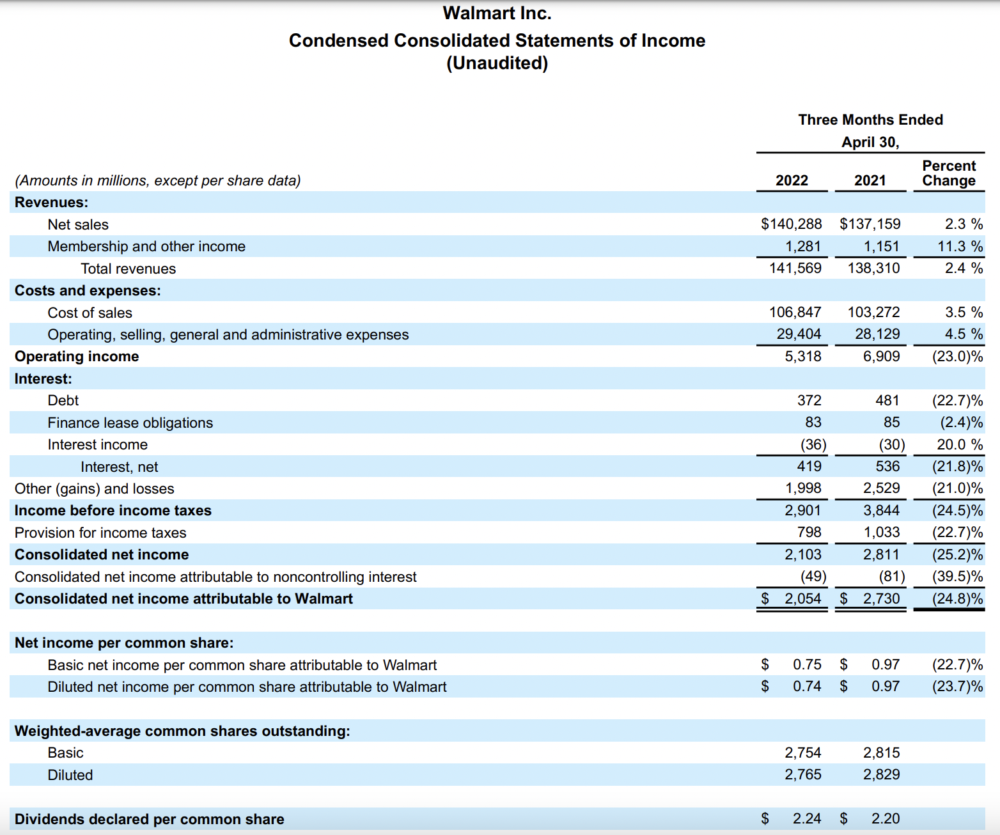 Walmart Inc.
Condensed Consolidated Statements of Income
(Unaudited)
Three Months Ended
April 30,
(Amounts in millions, except per share data) 2022 2021 Percent Change
Revenues:
Net sales $140,288 $137,159 2.3 %
Membership and other income 1,281 1,151 11.3 %
Total revenues 141,569 138,310 2.4 %
Costs and expenses:
Cost of sales 106,847 103,272 3.5 %
Operating, selling, general and administrative expenses 29,404 28,129 4.5 %
Operating income 5,318 6,909 (23.0)%
Interest:
Debt 372 481 (22.7)%
Finance lease obligations 83 85 (2.4)%
Interest income (36) (30) 20.0 %
Interest, net 419 536 (21.8)%
Other (gains) and losses 1,998 2,529 (21.0)%
Income before income taxes 2,901 3,844 (24.5)%
Provision for income taxes 798 1,033 (22.7)%
Consolidated net income 2,103 2,811 (25.2)%
Consolidated net income attributable to noncontrolling interest (49) (81) (39.5)%
Consolidated net income attributable to Walmart $ 2,054 $ 2,730 (24.8)%
Net income per common share:
Basic net income per common share attributable to Walmart $ 0.75 $ 0.97 (22.7)%
Diluted net income per common share attributable to Walmart $ 0.74 $ 0.97 (23.7)%
Weighted-average common shares outstanding:
Basic 2,754 2,815
Diluted 2,765 2,829
Dividends declared per common share $ 2.24 $ 2.20